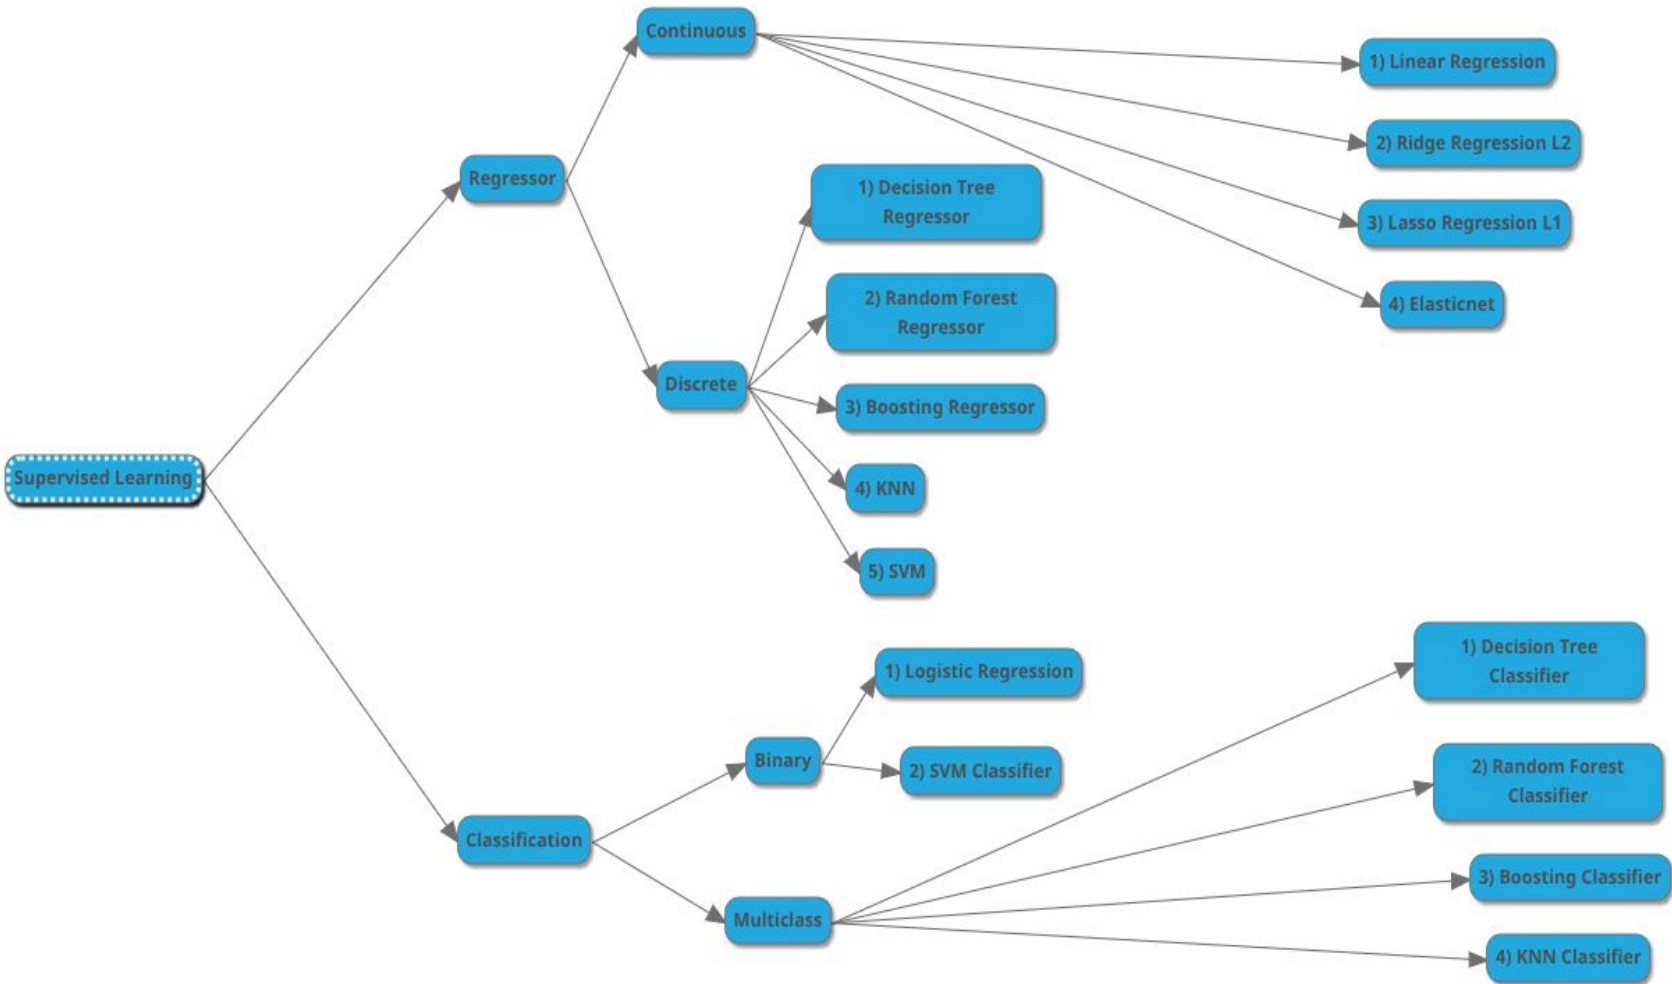 Supervised Learning
Regressor
Continuous
1) Linear Regression
2) Ridge Regression L2
3) Lasso Regression L1
4) Elasticnet
Discrete
1) Decision Tree
Regressor
2) Random Forest
Regressor
3) Boosting Regressor
4) KNN
5) SVM
Classification
Binary
1) Logistic Regression
2) SVM Classifier
Multiclass
1) Decision Tree
Classifier
2) Random Forest
Classifier
3) Boosting Classifier
4) KNN Classifier